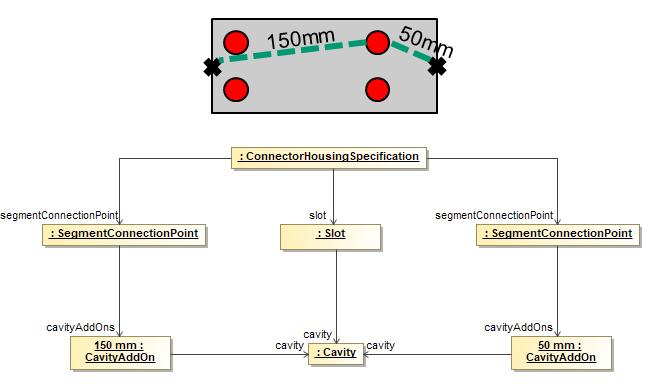 150mm
50mm
: ConnectorHousingSpecification
segmentConnectionPoint
slot
segmentConnectionPoint
: SegmentConnectionPoint
: Slot
: SegmentConnectionPoint
cavityAddOns
cavity
cavityAddOns
150 mm :
CavityAddOn
cavity
: Cavity
cavity
50 mm :
CavityAddOn